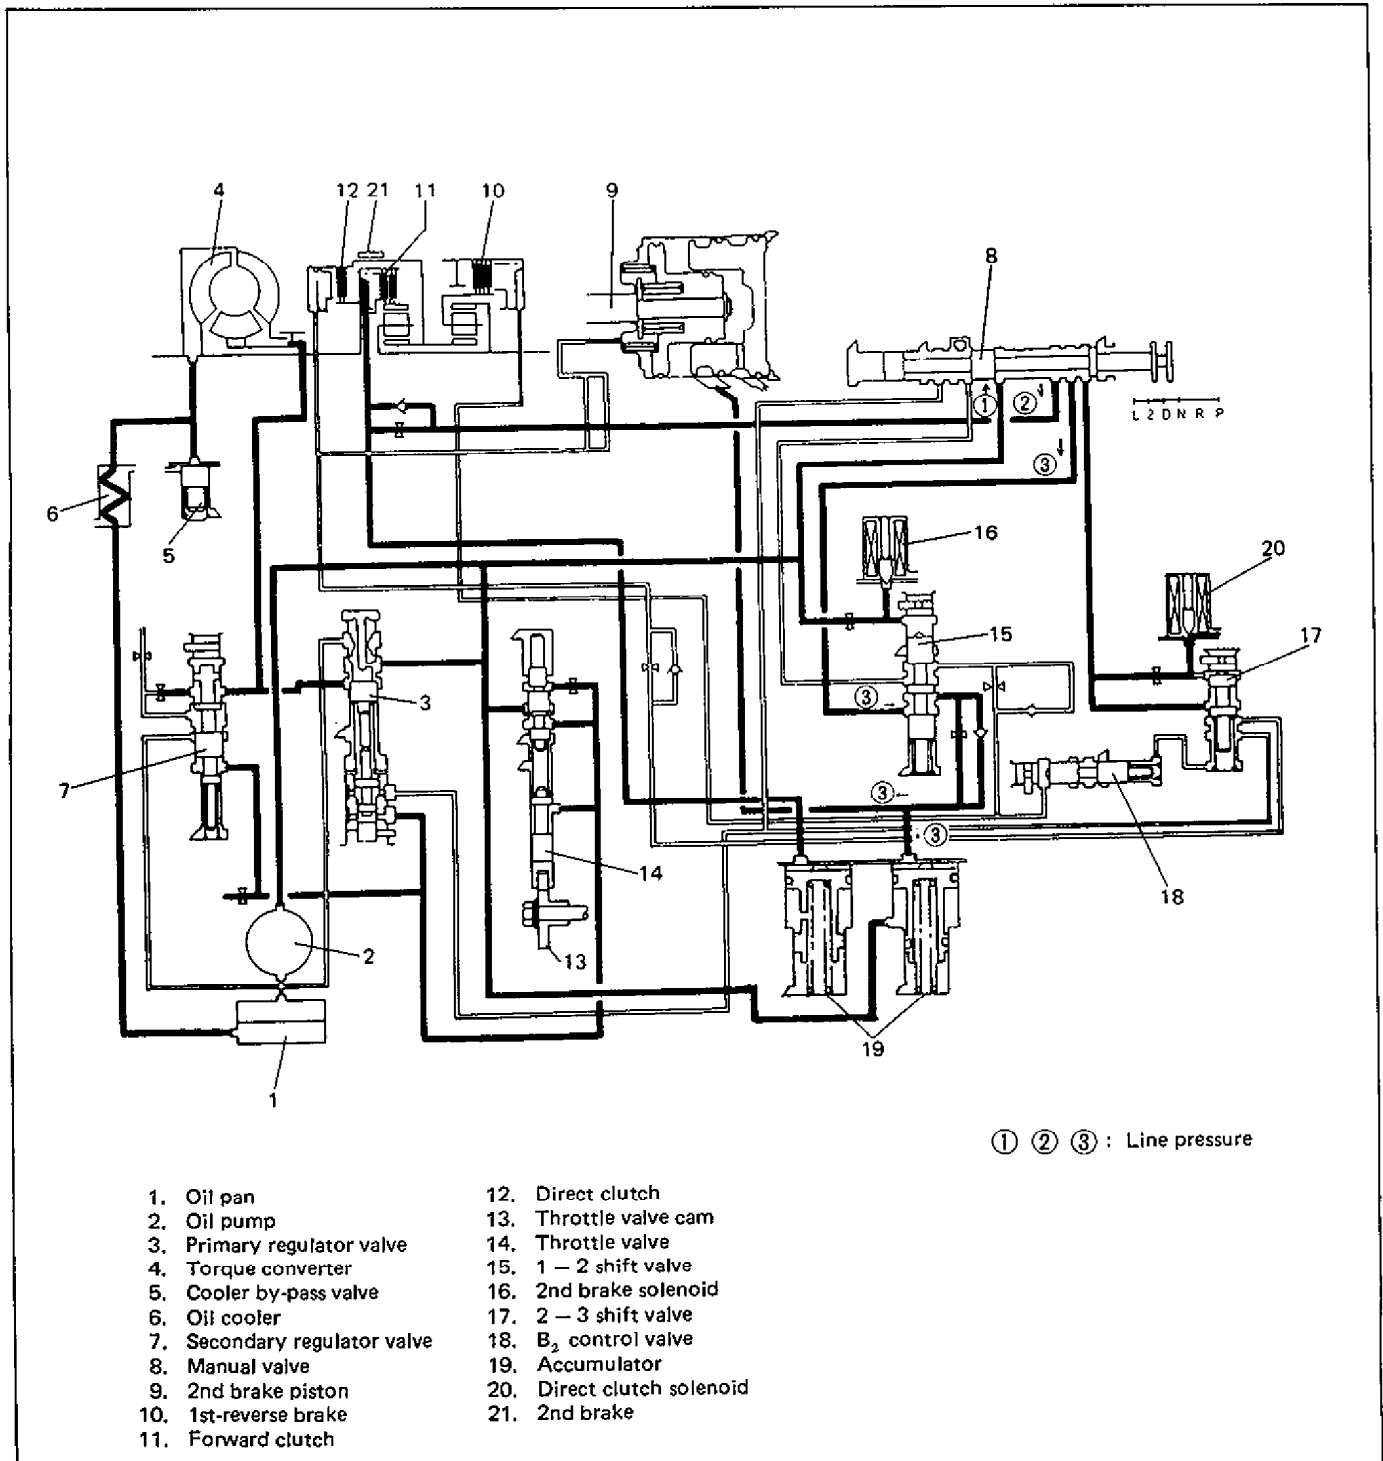 4
12 21 11
10
9
8
① ②
③
L 2 D N R P
6
5
16
20
15
17
3
③
7
③
14
③
18
2
13
19
1
① ② ③ : Line pressure
1. Oil pan
2. Oil pump
3. Primary regulator valve
4. Torque converter
5. Cooler by-pass valve
6. Oil cooler
7. Secondary regulator valve
8. Manual valve
9. 2nd brake piston
10. 1st-reverse brake
11. Forward clutch
12. Direct clutch
13. Throttle valve cam
14. Throttle valve
15. 1 – 2 shift valve
16. 2nd brake solenoid
17. 2 – 3 shift valve
18. B₂ control valve
19. Accumulator
20. Direct clutch solenoid
21. 2nd brake